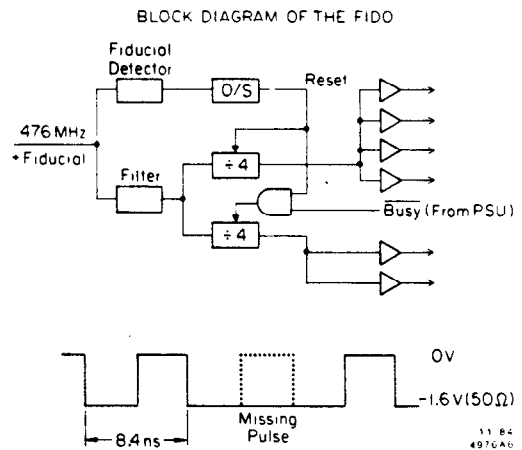 BLOCK DIAGRAM OF THE FIDO
Fiducial
Detector
O/S
Reset
476 MHz
+ Fiducial
÷4
Filter
Busy (From PSU)
÷4
0V
-1.6V(50Ω)
Missing
Pulse
8.4ns
11-84
4976A6